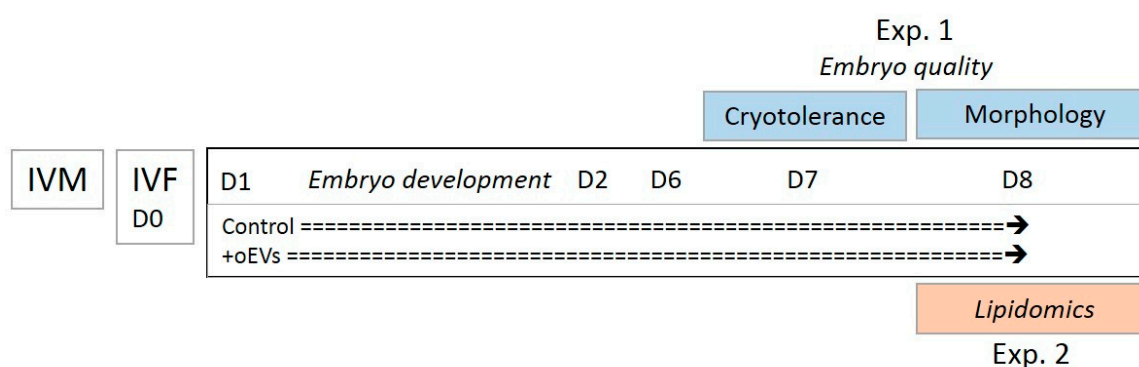 Exp. 1
Embryo quality
Cryotolerance Morphology
IVM IVF D1 Embryo development D2 D6 D7 D8
D0
Control ==========================================================➔
+oEVs ===========================================================➔
Lipidomics
Exp. 2